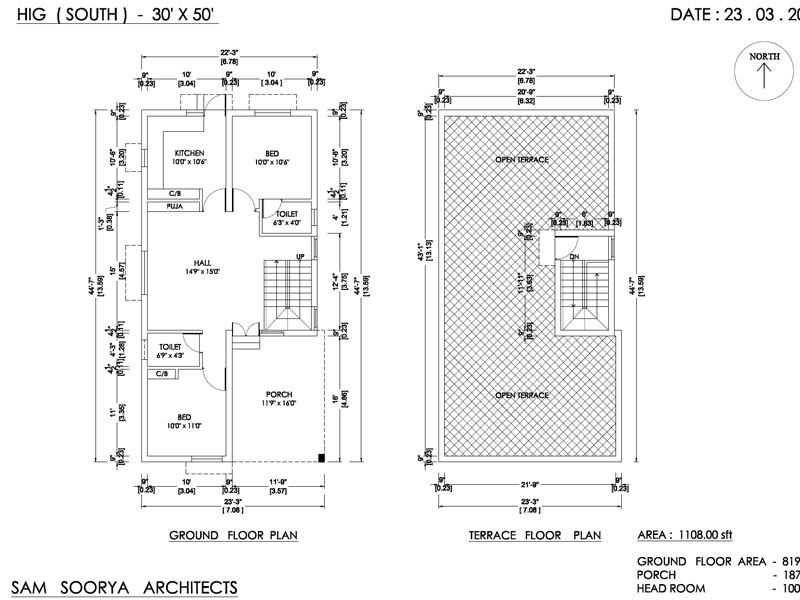 HIG ( SOUTH ) - 30' X 50'
DATE : 23 . 03 . 20
NORTH
22'-3"
[6.78]
9"
[0.23]
10'
[3.04]
9"
[0.23]
10'
[ 3.04 ]
9"
[0.23]
9"
[0.23]
10'-6"
[3.20]
4½"
[0.11]
1'-3"
[0.38]
15'
[4.57]
4½"
[0.11]
4'-3"
[1.28]
4½"
[0.11]
11'
[3.35]
9"
[0.23]
44'-7"
[13.59]
KITCHEN
10'0" x 10'6"
BED
10'0" x 10'6"
C/B
PUJA
TOILET
6'3" x 4'0"
HALL
14'9" x 15'0"
UP
TOILET
6'9" x 4'3"
C/B
BED
10'0" x 11'0"
PORCH
11'9" x 16'0"
9"
[0.23]
10'-6"
[3.20]
4½"
[0.11]
4'
[1.21]
12'-4"
[3.75]
9"
[0.23]
16'
[4.86]
44'-7"
[13.59]
9"
[0.23]
10'
[3.04]
9"
[0.23]
11'-9"
[3.57]
23'-3"
[ 7.08 ]
GROUND FLOOR PLAN
22'-3"
[6.78]
9"
[0.23]
20'-9"
[6.32]
9"
[0.23]
9"
[0.23]
43'-1"
[13.13]
9"
[0.23]
OPEN TERRACE
9"
[0.23]
6'
[1.83]
9"
[0.23]
9"
[0.23]
11'-11"
[3.63]
9"
[0.23]
DN
44'-7"
[13.59]
OPEN TERRACE
9"
[0.23]
21'-9"
9"
[0.23]
23'-3"
[ 7.08 ]
TERRACE FLOOR PLAN
AREA : 1108.00 sft
GROUND FLOOR AREA - 819
PORCH - 187
HEAD ROOM - 100
SAM SOORYA ARCHITECTS